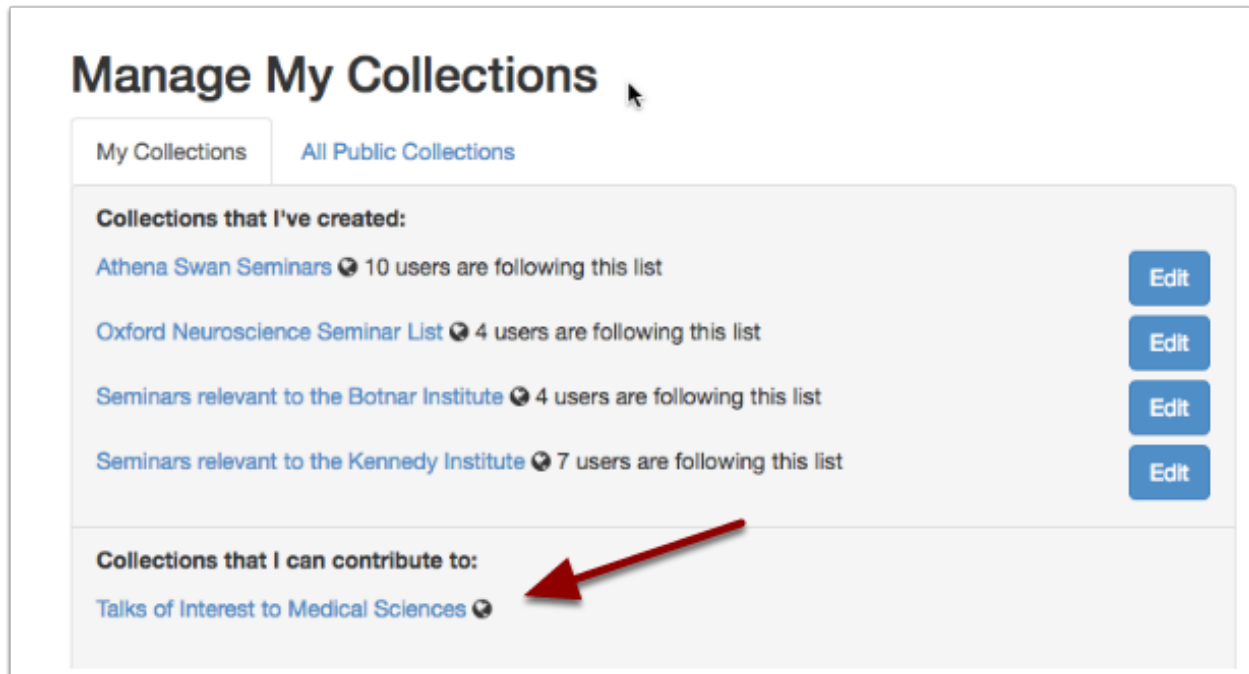 Manage My Collections
My Collections All Public Collections
Collections that I've created:
Athena Swan Seminars 10 users are following this list Edit
Oxford Neuroscience Seminar List 4 users are following this list Edit
Seminars relevant to the Botnar Institute 4 users are following this list Edit
Seminars relevant to the Kennedy Institute 7 users are following this list Edit
Collections that I can contribute to:
Talks of Interest to Medical Sciences